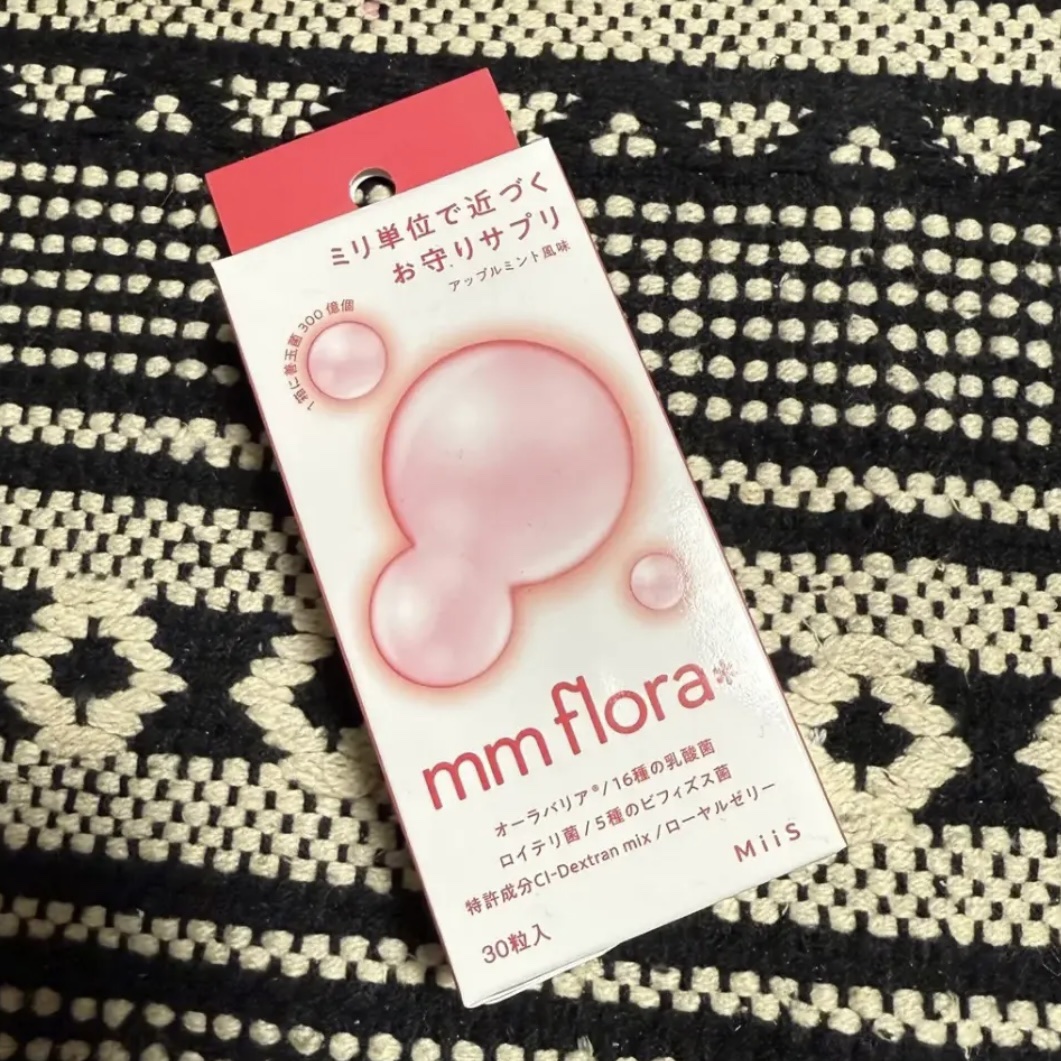 ミリ単位で近づく
お守りサプリ
アップルミント風味
1箱に善玉菌300億個
mm flora
オーラバリア®/16種の乳酸菌
ロイテリ菌/5種のビフィズス菌
特許成分CI-Dextran mix/ローヤルゼリー
MiiS
30粒入